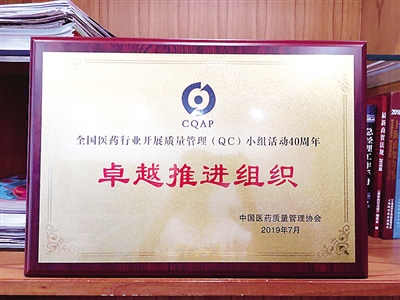 CQAP
全国医药行业开展质量管理（QC）小组活动40周年
卓越推进组织
中国医药质量管理协会
2019年7月